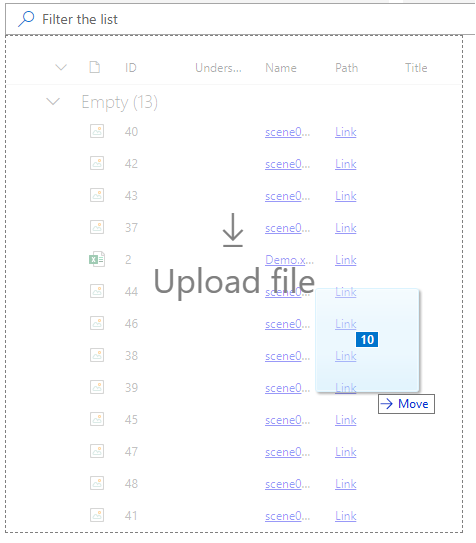 Filter the list
ID Unders... Name Path Title
Empty (13)
40 scene0... Link
42 scene0... Link
43 scene0... Link
37 scene0... Link
2 Demo.x... Link
Upload file
44 scene0... Link
46 scene0... Link
10
38 scene0... Link
39 scene0... Link
Move
45 scene0... Link
47 scene0... Link
48 scene0... Link
41 scene0... Link